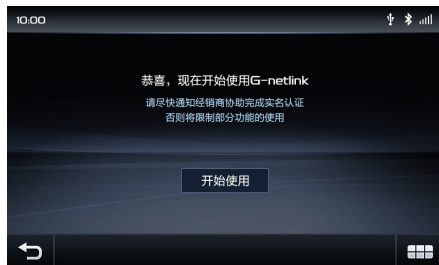 10:00
恭喜，现在开始使用G-netlink
请尽快通知经销商协助完成实名认证
否则将限制部分功能的使用
开始使用